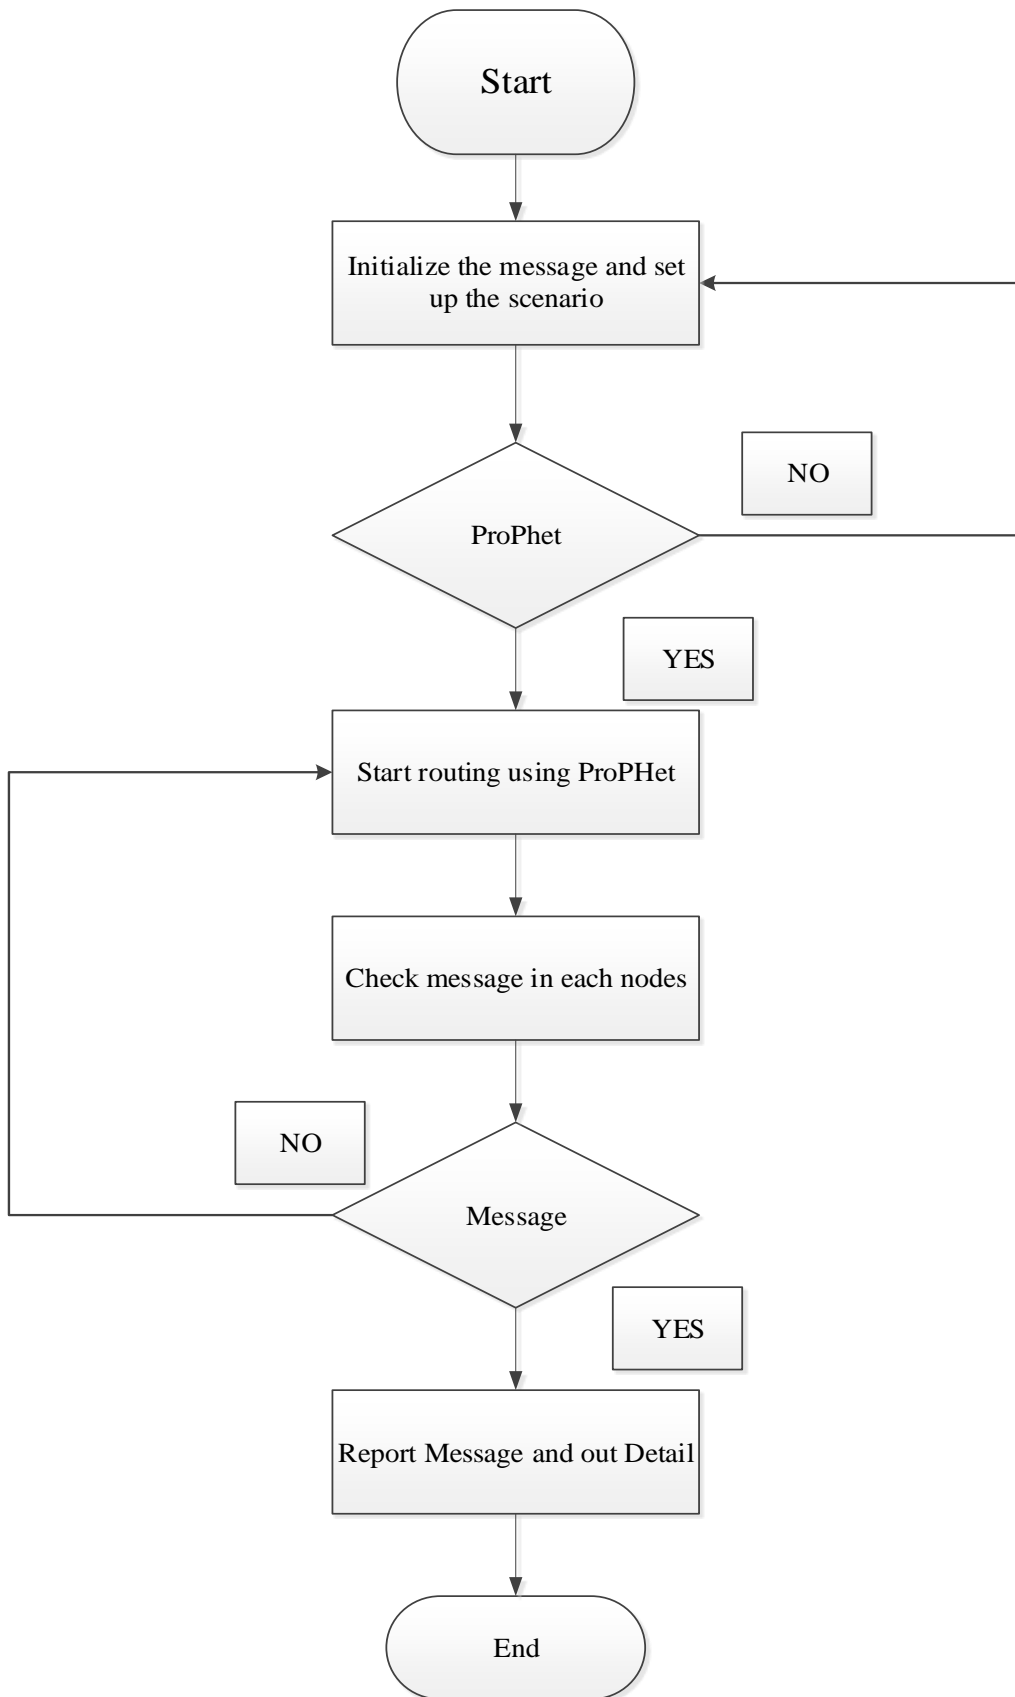 Start
Initialize the message and set
up the scenario
NO
ProPhet
YES
Start routing using ProPHet
Check message in each nodes
NO
Message
YES
Report Message and out Detail
End